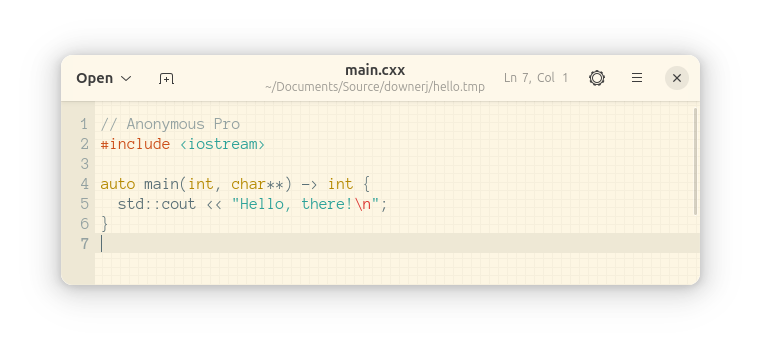 Open
main.cxx
~/Documents/Source/downerj/hello.tmp
Ln 7, Col 1
1 // Anonymous Pro
2 #include <iostream>
3
4 auto main(int, char**) -> int {
5   std::cout << "Hello, there!\n";
6 }
7